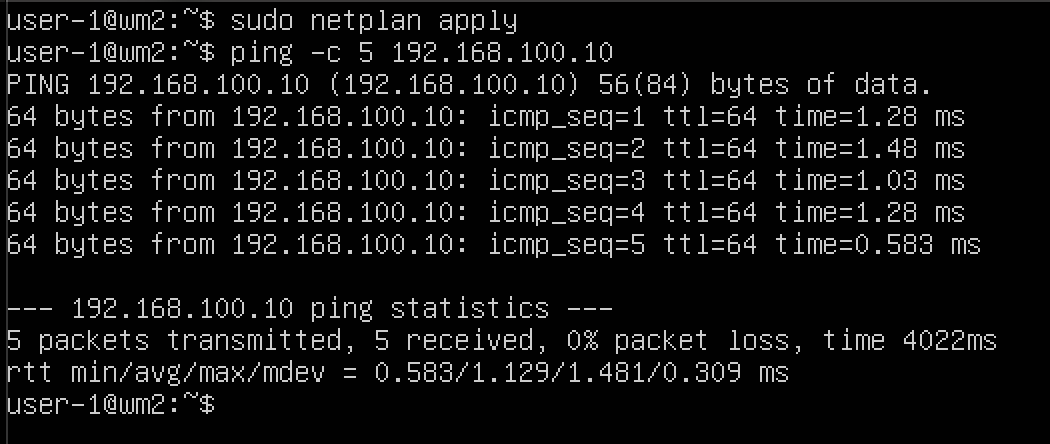 user-1@wm2:~$ sudo netplan apply
user-1@wm2:~$ ping -c 5 192.168.100.10
PING 192.168.100.10 (192.168.100.10) 56(84) bytes of data.
64 bytes from 192.168.100.10: icmp_seq=1 ttl=64 time=1.28 ms
64 bytes from 192.168.100.10: icmp_seq=2 ttl=64 time=1.48 ms
64 bytes from 192.168.100.10: icmp_seq=3 ttl=64 time=1.03 ms
64 bytes from 192.168.100.10: icmp_seq=4 ttl=64 time=1.28 ms
64 bytes from 192.168.100.10: icmp_seq=5 ttl=64 time=0.583 ms
--- 192.168.100.10 ping statistics ---
5 packets transmitted, 5 received, 0% packet loss, time 4022ms
rtt min/avg/max/mdev = 0.583/1.129/1.481/0.309 ms
user-1@wm2:~$